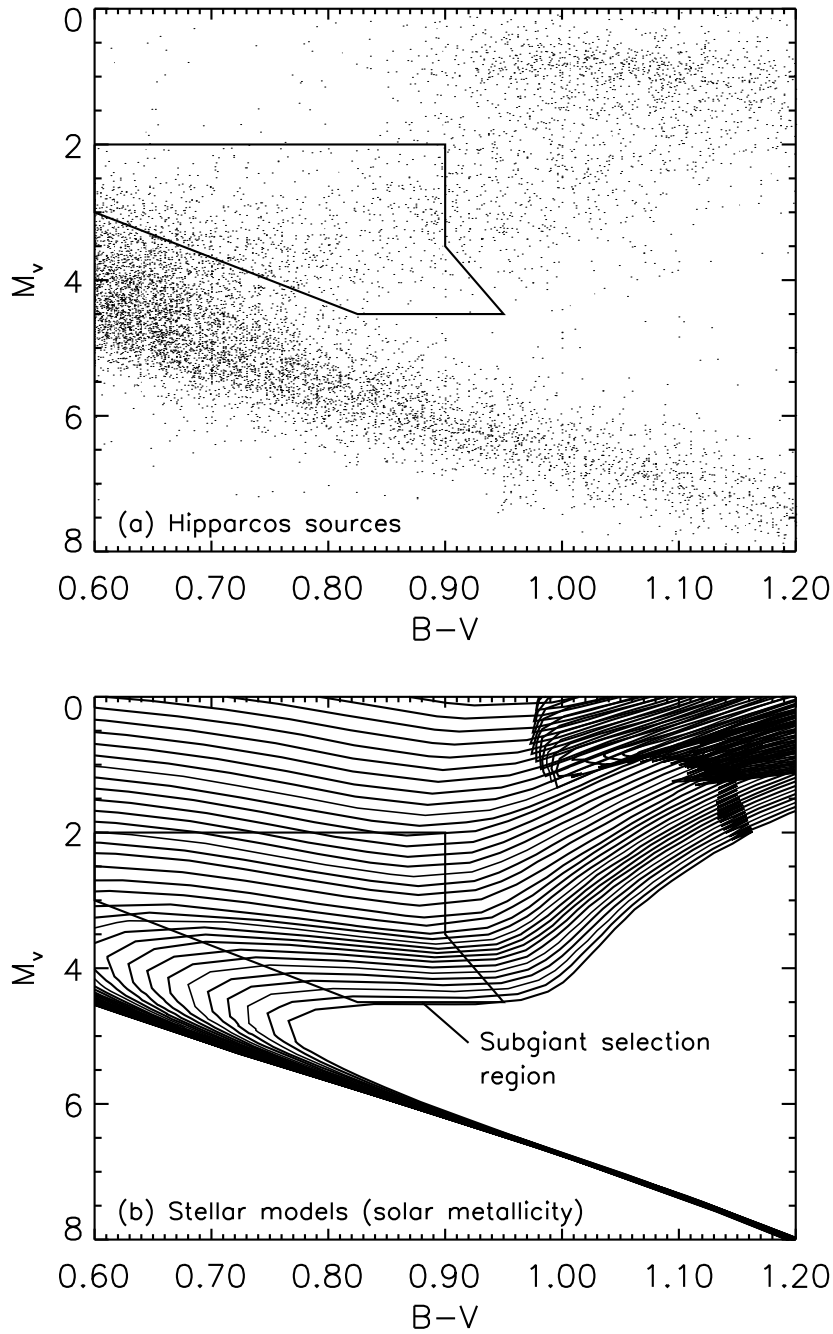 0
2
4
6
8
Mv
(a) Hipparcos sources
0.60 0.70 0.80 0.90 1.00 1.10 1.20
B−V
0
2
4
6
8
Mv
Subgiant selection
region
(b) Stellar models (solar metallicity)
0.60 0.70 0.80 0.90 1.00 1.10 1.20
B−V